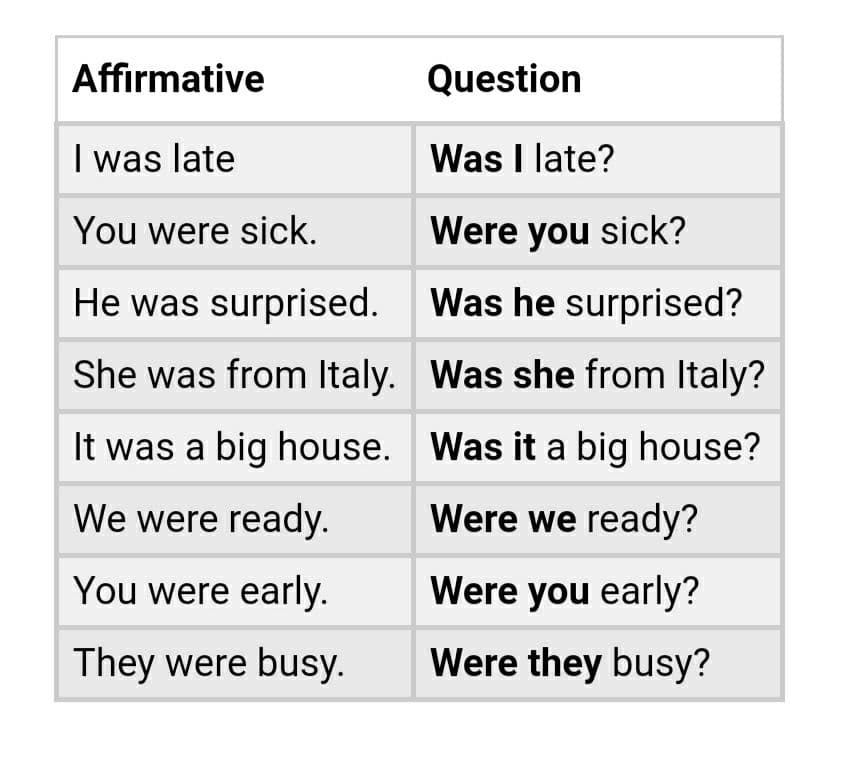 Affirmative Question
I was late Was I late?
You were sick. Were you sick?
He was surprised. Was he surprised?
She was from Italy. Was she from Italy?
It was a big house. Was it a big house?
We were ready. Were we ready?
You were early. Were you early?
They were busy. Were they busy?